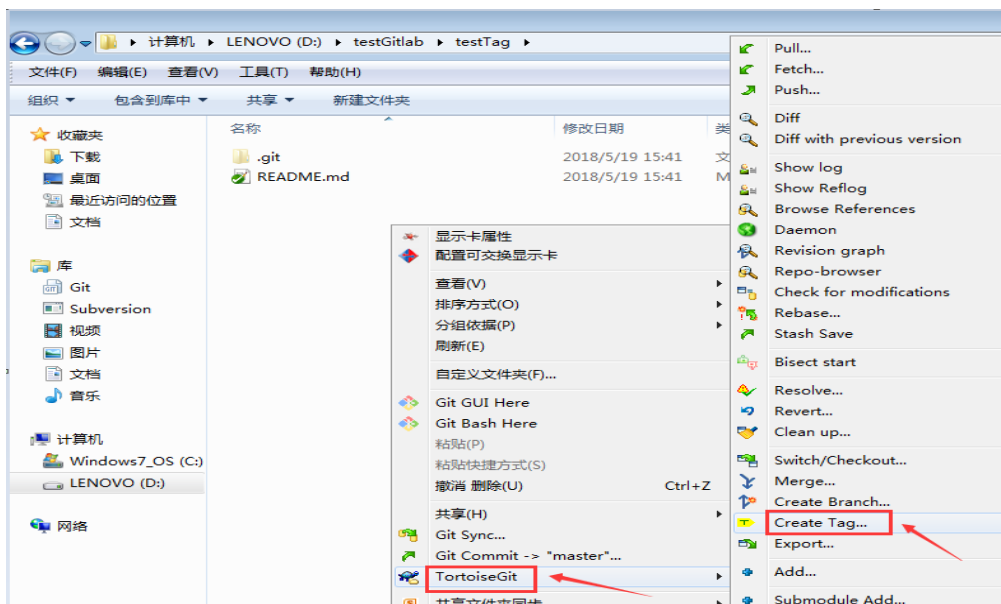 计算机 ▸ LENOVO (D:) ▸ testGitlab ▸ testTag ▸
文件(F) 编辑(E) 查看(V) 工具(T) 帮助(H)
组织 包含到库中 共享 新建文件夹
收藏夹
下载
桌面
最近访问的位置
文档
库
Git
Subversion
视频
图片
文档
音乐
计算机
Windows7_OS (C:)
LENOVO (D:)
网络
名称 修改日期 类
.git 2018/5/19 15:41 文
README.md 2018/5/19 15:41 M
显示卡属性
配置可交换显示卡
查看(V)
排序方式(O)
分组依据(P)
刷新(E)
自定义文件夹(F)...
Git GUI Here
Git Bash Here
粘贴(P)
粘贴快捷方式(S)
撤消 删除(U) Ctrl+Z
共享(H)
Git Sync...
Git Commit -> "master"...
TortoiseGit
共享文件夹同步
Pull...
Fetch...
Push...
Diff
Diff with previous version
Show log
Show Reflog
Browse References
Daemon
Revision graph
Repo-browser
Check for modifications
Rebase...
Stash Save
Bisect start
Resolve...
Revert...
Clean up...
Switch/Checkout...
Merge...
Create Branch...
Create Tag...
Export...
Add...
Submodule Add...